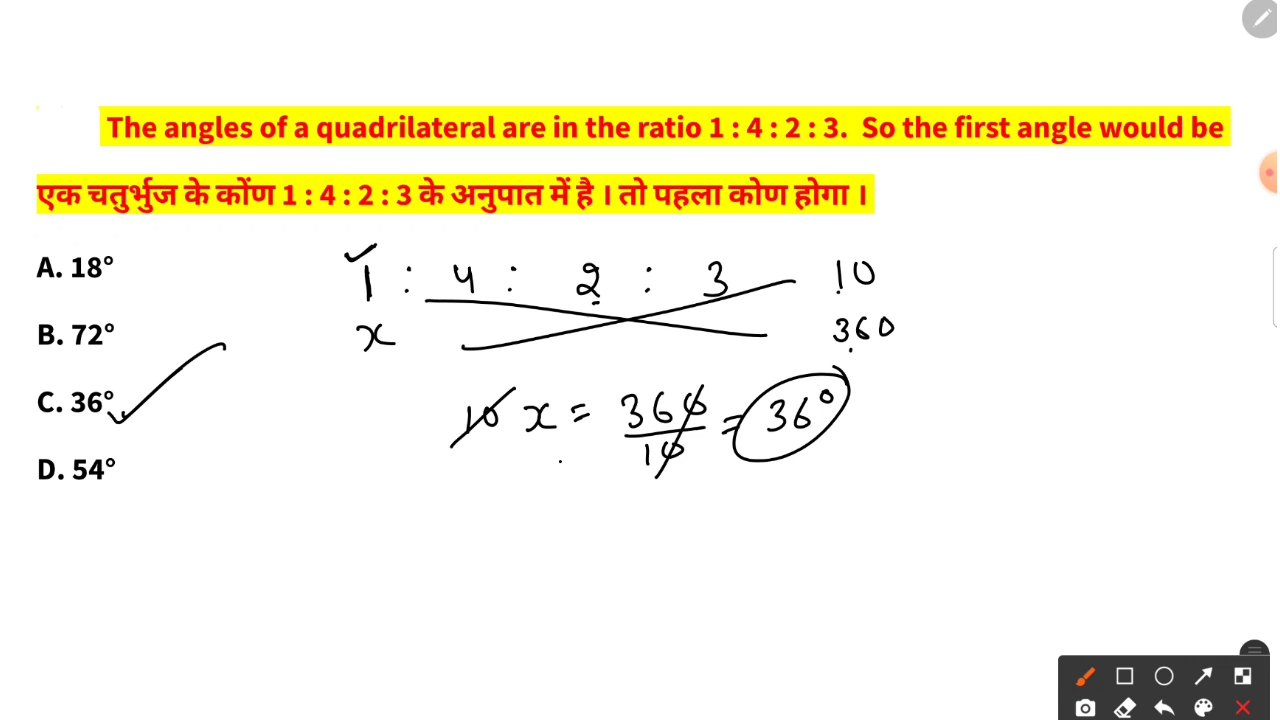 The angles of a quadrilateral are in the ratio 1 : 4 : 2 : 3. So the first angle would be
एक चतुर्भुज के कोंण 1 : 4 : 2 : 3 के अनुपात में है । तो पहला कोण होगा ।
A. 18°
B. 72°
C. 36°
D. 54°
1 : 4 : 2 : 3 10
x 360
10 x = 360/10 = 36°